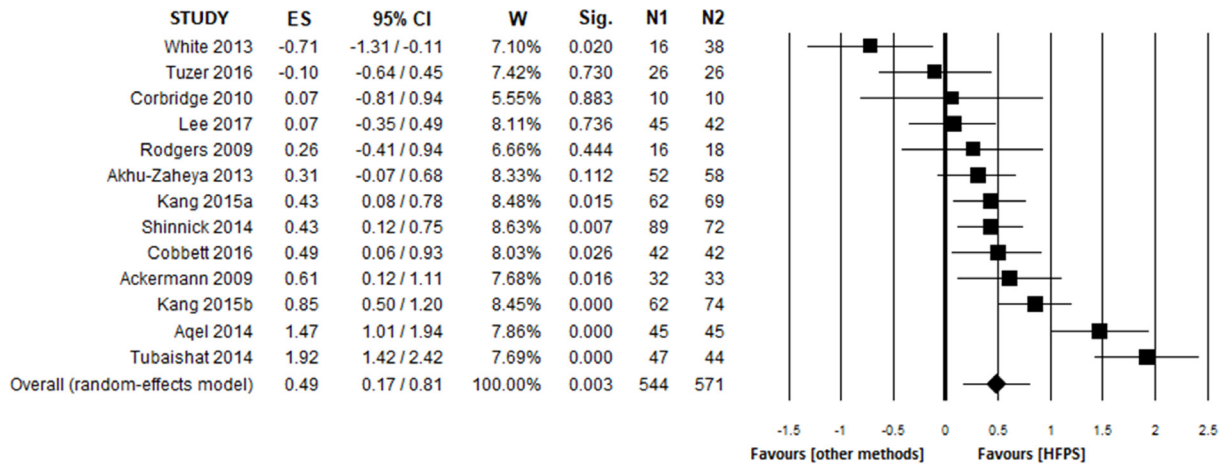 STUDY ES 95% CI W Sig. N1 N2
White 2013 -0.71 -1.31 / -0.11 7.10% 0.020 16 38
Tuzer 2016 -0.10 -0.64 / 0.45 7.42% 0.730 26 26
Corbridge 2010 0.07 -0.81 / 0.94 5.55% 0.883 10 10
Lee 2017 0.07 -0.35 / 0.49 8.11% 0.736 45 42
Rodgers 2009 0.26 -0.41 / 0.94 6.66% 0.444 16 18
Akhu-Zaheya 2013 0.31 -0.07 / 0.68 8.33% 0.112 52 58
Kang 2015a 0.43 0.08 / 0.78 8.48% 0.015 62 69
Shinnick 2014 0.43 0.12 / 0.75 8.63% 0.007 89 72
Cobbett 2016 0.49 0.06 / 0.93 8.03% 0.026 42 42
Ackermann 2009 0.61 0.12 / 1.11 7.68% 0.016 32 33
Kang 2015b 0.85 0.50 / 1.20 8.45% 0.000 62 74
Aqel 2014 1.47 1.01 / 1.94 7.86% 0.000 45 45
Tubaishat 2014 1.92 1.42 / 2.42 7.69% 0.000 47 44
Overall (random-effects model) 0.49 0.17 / 0.81 100.00% 0.003 544 571
-1.5 -1 -0.5 0 0.5 1 1.5 2 2.5
Favours [other methods] Favours [HFPS]